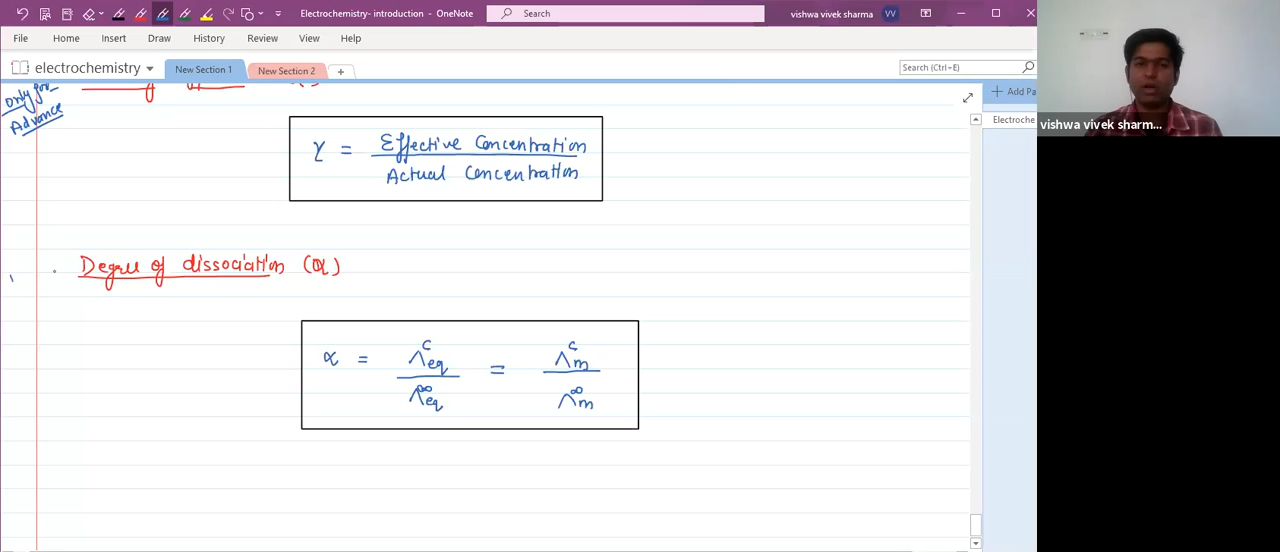 Electrochemistry- introduction - OneNote
Search
vishwa vivek sharma
VV
File Home Insert Draw History Review View Help
electrochemistry
New Section 1
New Section 2
+
Search (Ctrl+E)
Add Pa
Electroche
only for
Advance
γ = Effective Concentration
Actual Concentration
Degree of dissociation (α)
α = Λ^c_eq / Λ^∞_eq = Λ^c_m / Λ^∞_m
vishwa vivek sharm...